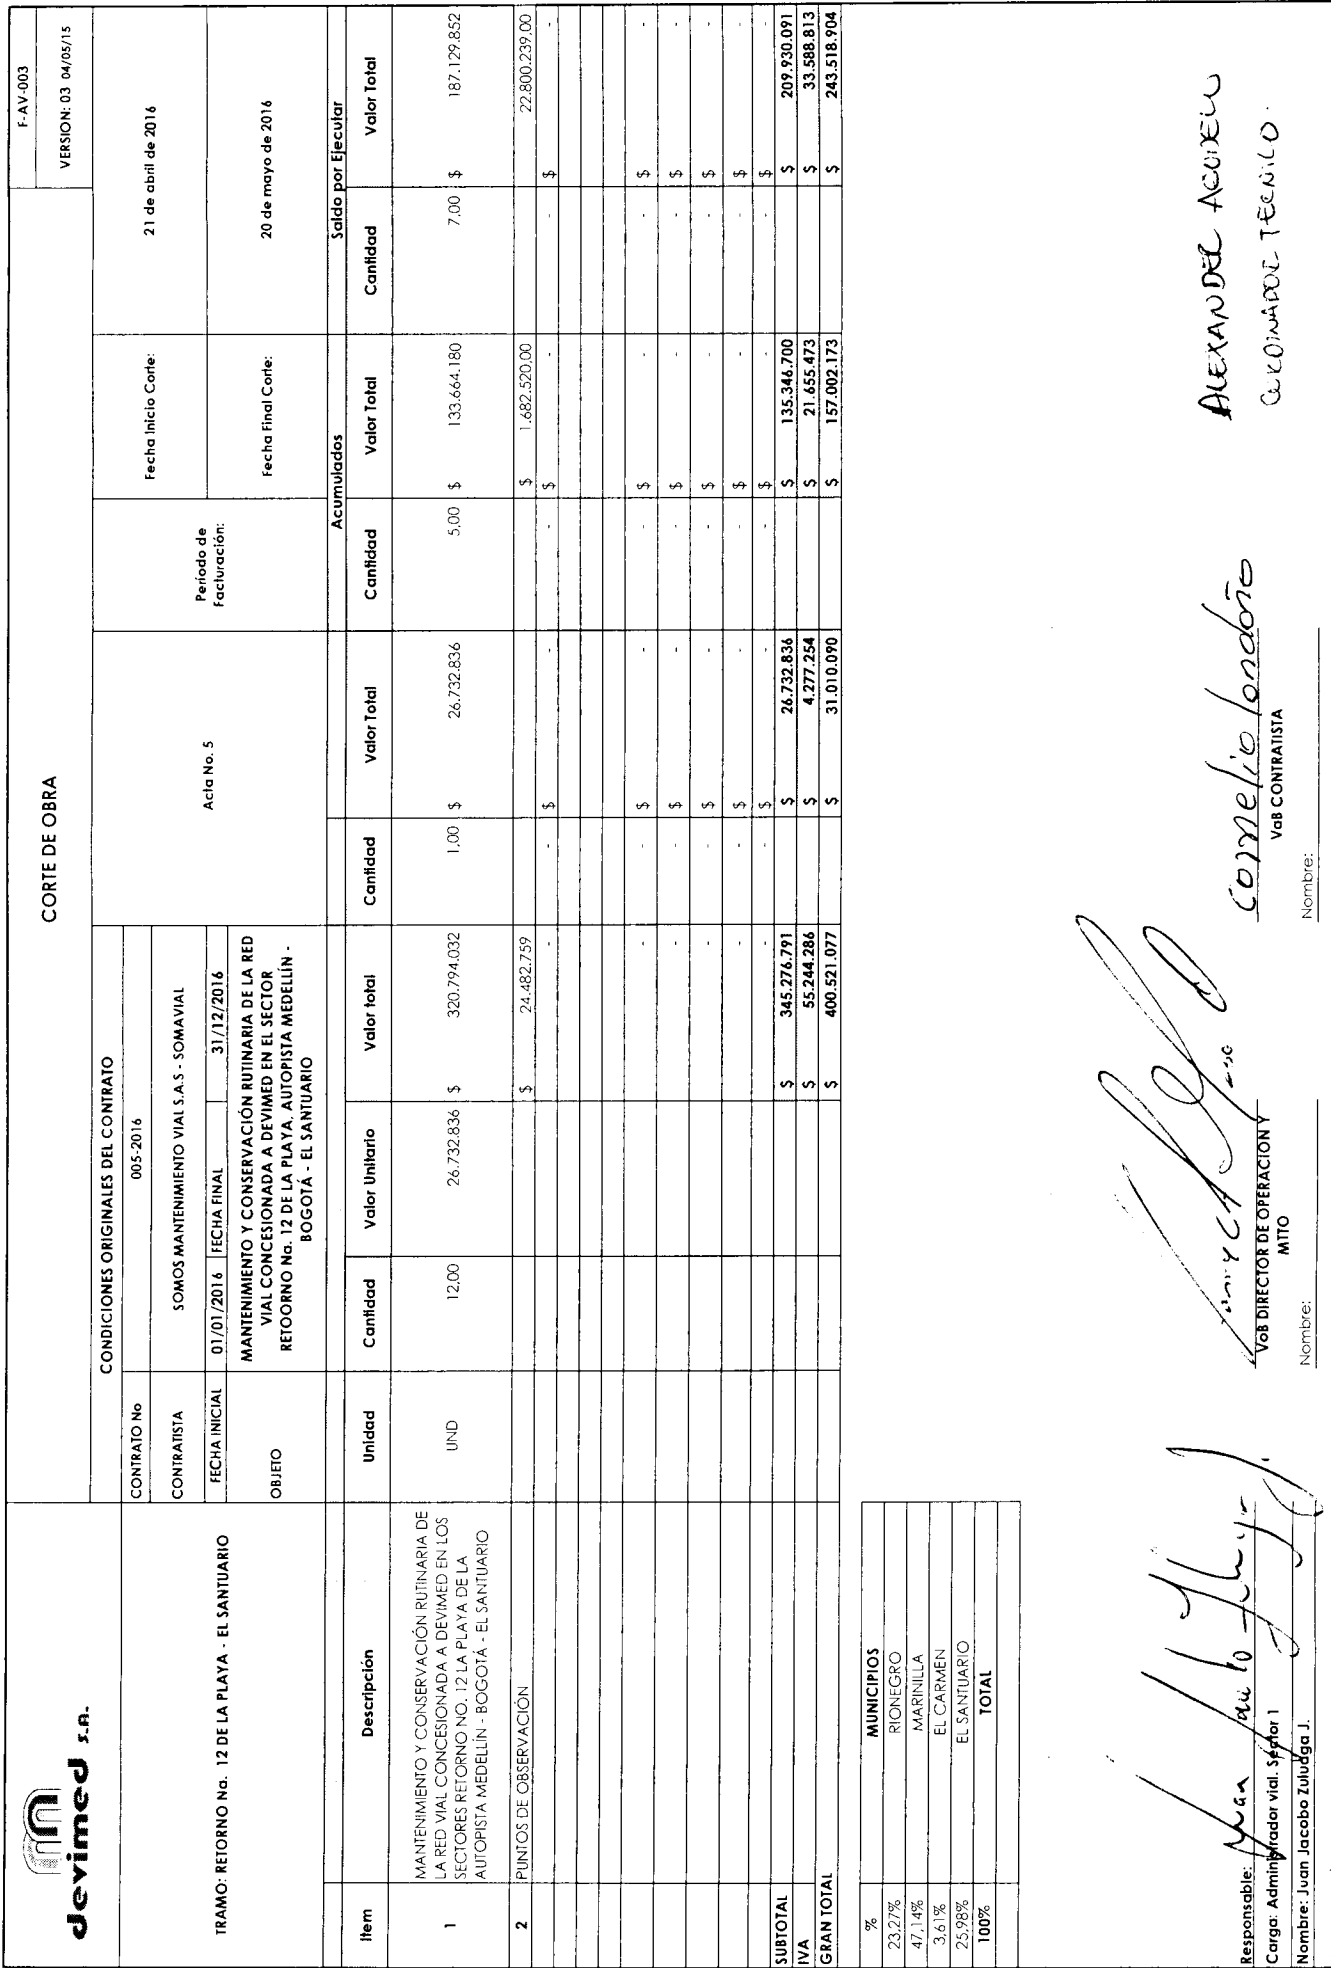 devimed s.a.
CORTE DE OBRA
F-AV-003
VERSION: 03 04/05/15
TRAMO: RETORNO No. 12 DE LA PLAYA - EL SANTUARIO
CONDICIONES ORIGINALES DEL CONTRATO
CONTRATO No 005-2016
CONTRATISTA SOMOS MANTENIMIENTO VIAL S.A.S - SOMAVIAL
FECHA INICIAL 01/01/2016 FECHA FINAL 31/12/2016
OBJETO
MANTENIMIENTO Y CONSERVACIÓN RUTINARIA DE LA RED
VIAL CONCESIONADA A DEVIMED EN EL SECTOR
RETOORNO No. 12 DE LA PLAYA, AUTOPISTA MEDELLÍN -
BOGOTÁ - EL SANTUARIO
Acta No. 5
Período de
Facturación:
Fecha Inicio Corte: 21 de abril de 2016
Fecha Final Corte: 20 de mayo de 2016
Acumulados Saldo por Ejecutar
Item Descripción Unidad Cantidad Valor Unitario Valor total Cantidad Valor Total Cantidad Valor Total Cantidad Valor Total
1
MANTENIMIENTO Y CONSERVACIÓN RUTINARIA DE
LA RED VIAL CONCESIONADA A DEVIMED EN LOS
SECTORES RETORNO NO. 12 LA PLAYA DE LA
AUTOPISTA MEDELLÍN - BOGOTÁ - EL SANTUARIO
UND 12,00 26.732.836 $ 320.794.032 1,00 $ 26.732.836 5,00 $ 133.664.180 7,00 $ 187.129.852
2 PUNTOS DE OBSERVACIÓN $ 24.482.759 $ 1.682.520,00 22.800.239,00
- - $ - - $ - - $ -
- - $ - - $ - - $ -
- - $ - - $ - - $ -
- - $ - - $ - - $ -
- - $ - - $ - - $ -
- - $ - - $ - - $ -
SUBTOTAL $ 345.276.791 $ 26.732.836 $ 135.346.700 $ 209.930.091
IVA $ 55.244.286 $ 4.277.254 $ 21.655.473 $ 33.588.813
GRAN TOTAL $ 400.521.077 $ 31.010.090 $ 157.002.173 $ 243.518.904
% MUNICIPIOS
23,27% RIONEGRO
47,14% MARINILLA
3,61% EL CARMEN
25,98% EL SANTUARIO
100% TOTAL
Responsable:
Cargo: Administrador vial. Sector 1
Nombre: Juan Jacobo Zuluaga J.
VoB DIRECTOR DE OPERACION Y
MTTO
Nombre:
Cornelio Londoño
VoB CONTRATISTA
Nombre:
ALEXANDER
TECNICO.